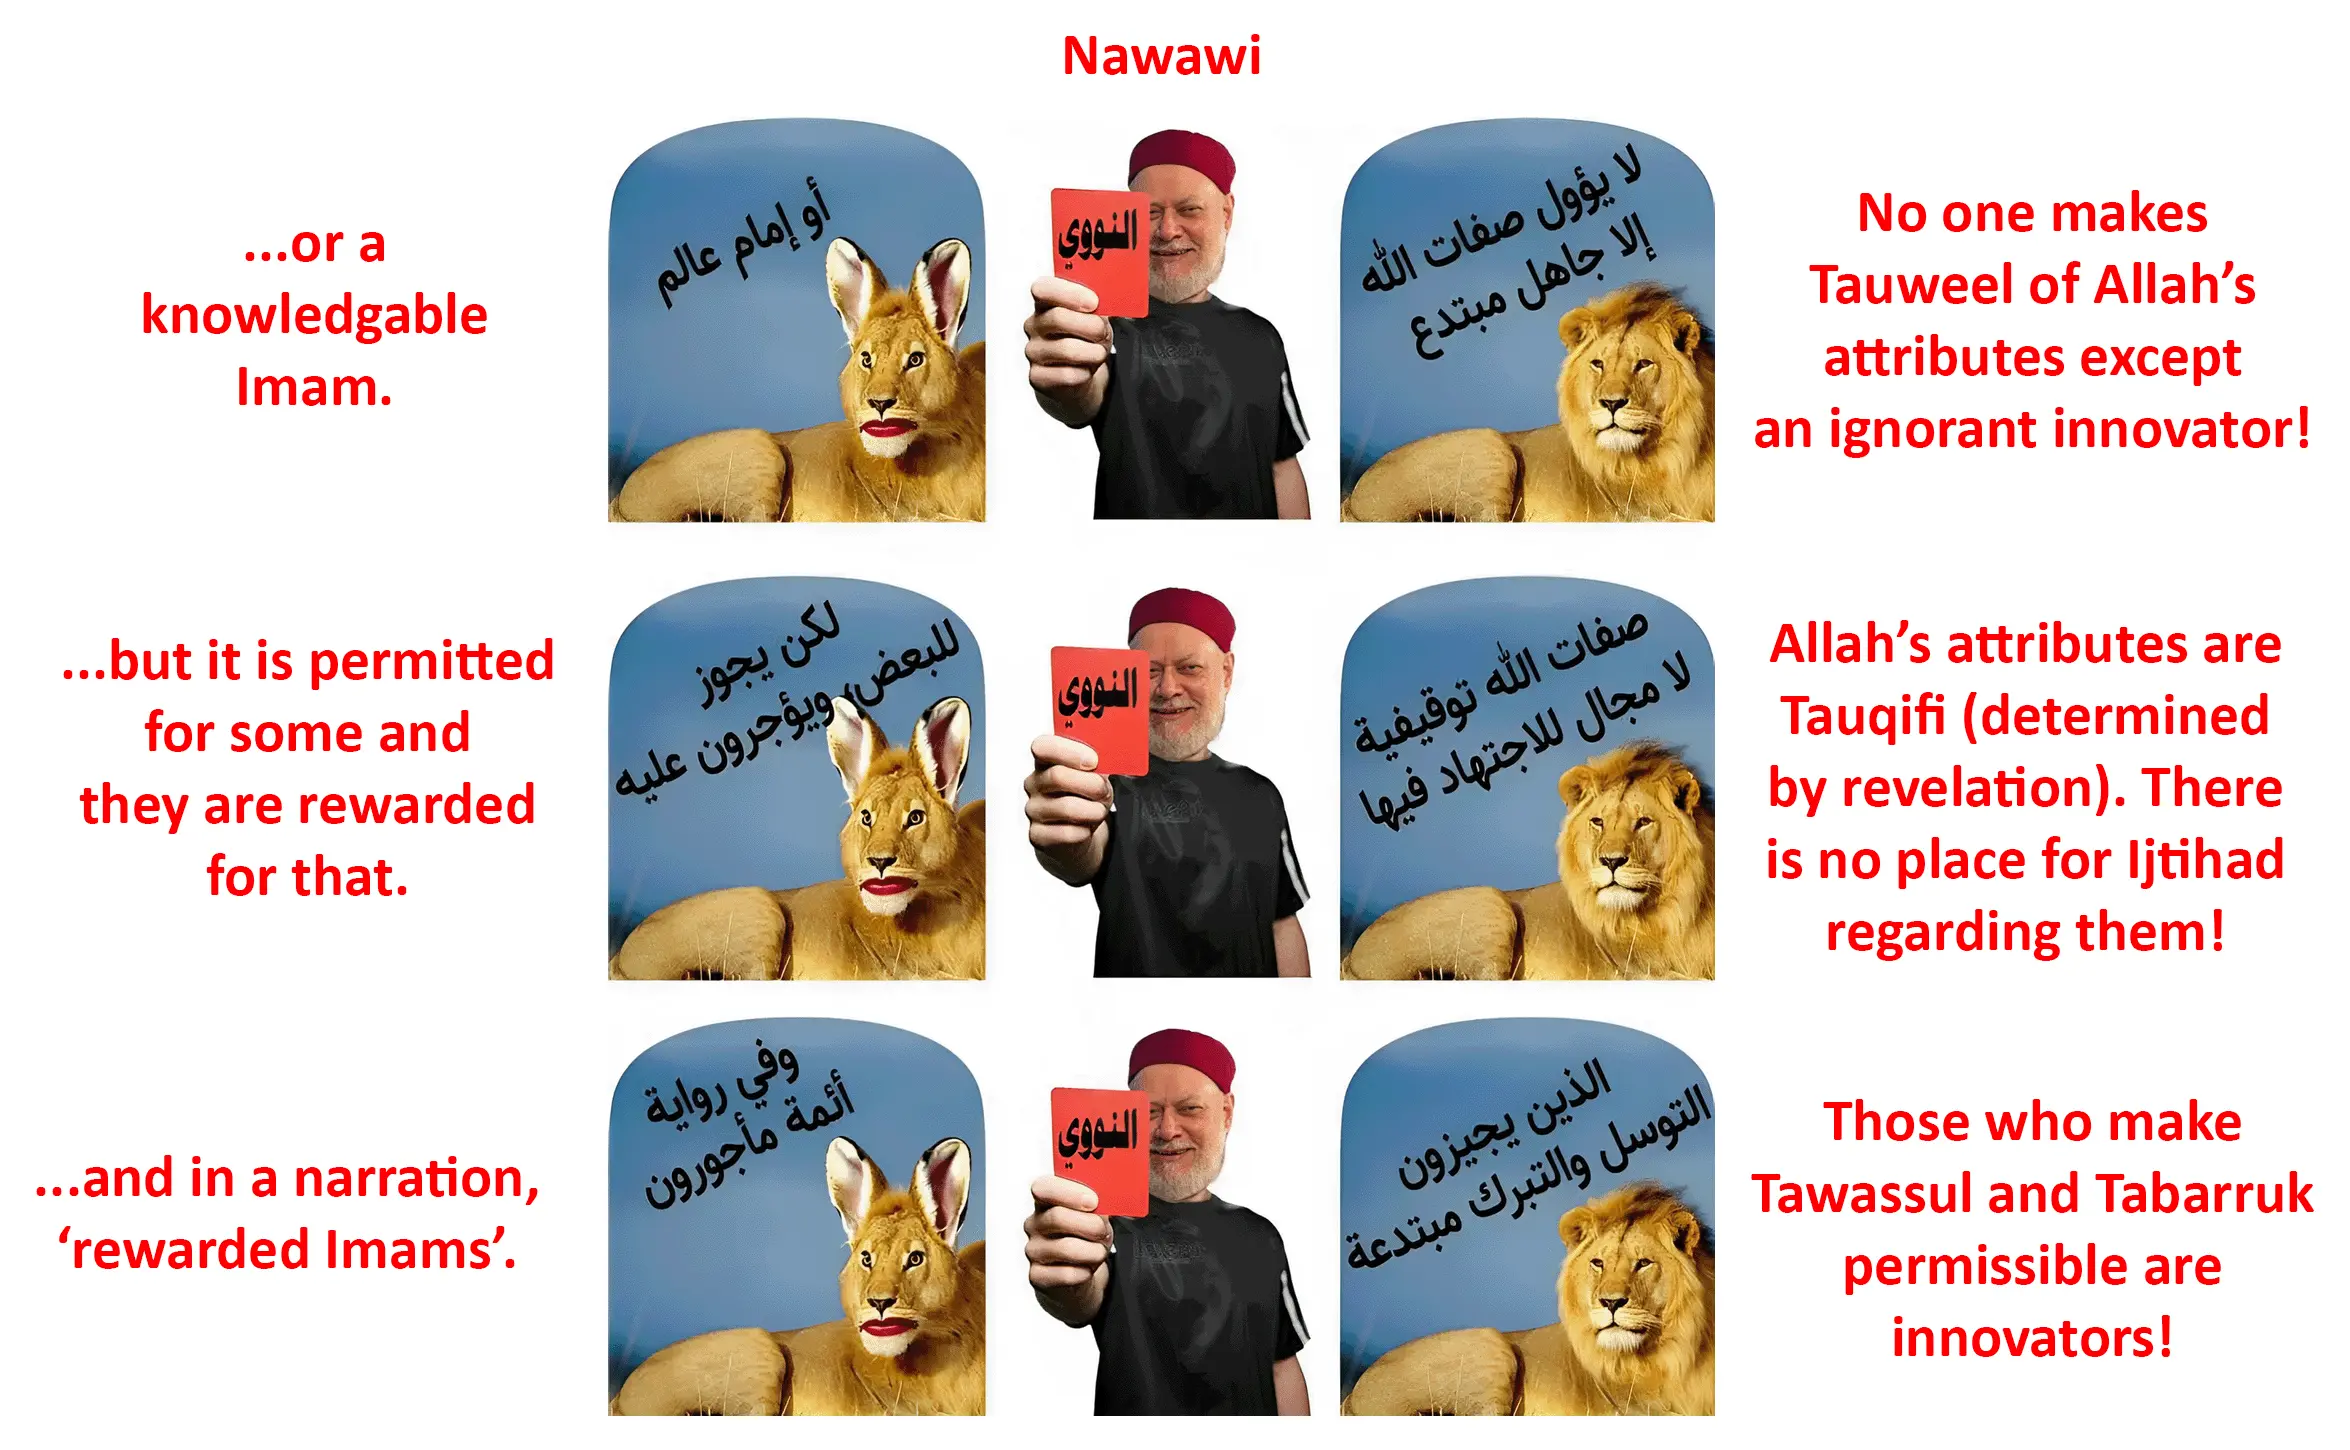 Nawawi
No one makes
Tauweel of Allah’s
attributes except
an ignorant innovator!
لا يؤول صفات الله
إلا جاهل مبتدع
النووي
أو إمام عالم
...or a
knowledgable
Imam.
Allah’s attributes are
Tauqifi (determined
by revelation). There
is no place for Ijtihad
regarding them!
صفات الله توقيفية
لا مجال للاجتهاد فيها
النووي
لكن يجوز
للبعض، ويؤجرون عليه
...but it is permitted
for some and
they are rewarded
for that.
Those who make
Tawassul and Tabarruk
permissible are
innovators!
الذين يجيزون
التوسل والتبرك مبتدعة
النووي
وفي رواية
أئمة مأجورون
...and in a narration,
‘rewarded Imams’.